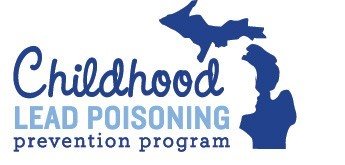 Childhood
LEAD POISONING
prevention program